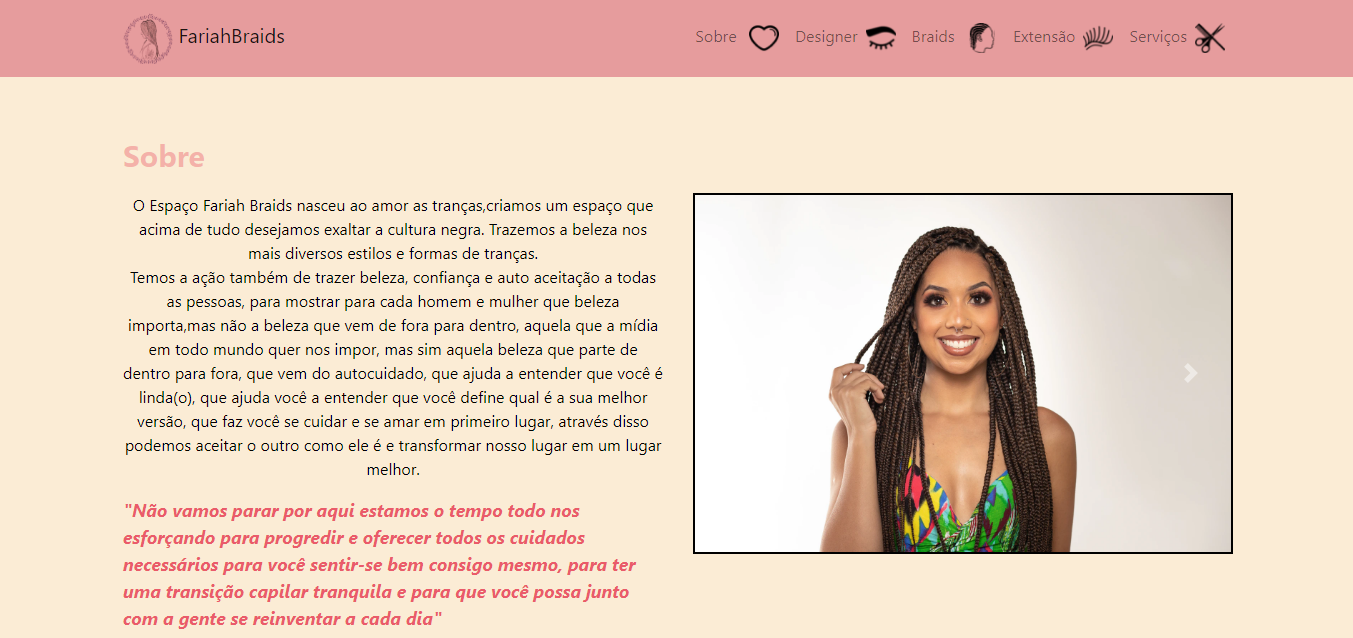 FariahBraids
Sobre
Designer
Braids
Extensão
Serviços
Sobre
O Espaço Fariah Braids nasceu ao amor as tranças,criamos um espaço que
acima de tudo desejamos exaltar a cultura negra. Trazemos a beleza nos
mais diversos estilos e formas de tranças.
Temos a ação também de trazer beleza, confiança e auto aceitação a todas
as pessoas, para mostrar para cada homem e mulher que beleza
importa,mas não a beleza que vem de fora para dentro, aquela que a mídia
em todo mundo quer nos impor, mas sim aquela beleza que parte de
dentro para fora, que vem do autocuidado, que ajuda a entender que você é
linda(o), que ajuda você a entender que você define qual é a sua melhor
versão, que faz você se cuidar e se amar em primeiro lugar, através disso
podemos aceitar o outro como ele é e transformar nosso lugar em um lugar
melhor.
"Não vamos parar por aqui estamos o tempo todo nos
esforçando para progredir e oferecer todos os cuidados
necessários para você sentir-se bem consigo mesmo, para ter
uma transição capilar tranquila e para que você possa junto
com a gente se reinventar a cada dia"